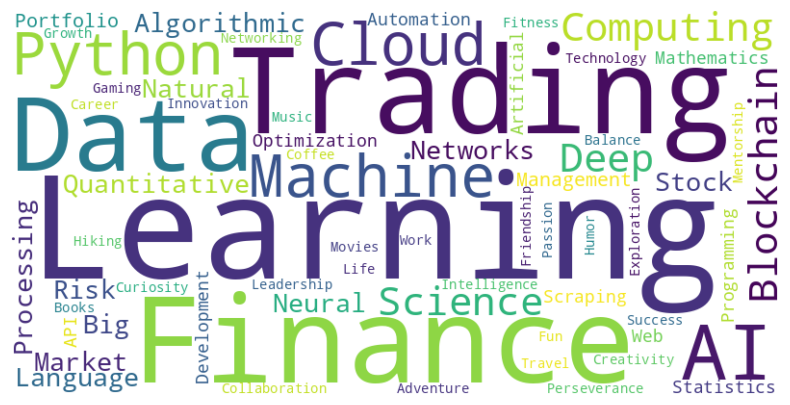 Portfolio
Growth
Algorithmic
Automation
Fitness
Computing
Networking
Cloud
Python
Trading
Technology
Mathematics
Artificial
Gaming
Natural
Career
Innovation
Music
Data
Optimization
Coffee
Networks
Balance
Deep
Mentorship
Blockchain
Machine
Quantitative
Management
Stock
Learning
Processing
Hiking
Movies
Work
Life
Friendship
Passion
Humor
Exploration
Programming
Risk
Curiosity
Leadership
Intelligence
Books
Development
Neural
Science
Scraping
API
Big
Finance
Success
Fun
Web
AI
Market
Travel
Creativity
Language
Collaboration
Adventure
Perseverance
Statistics